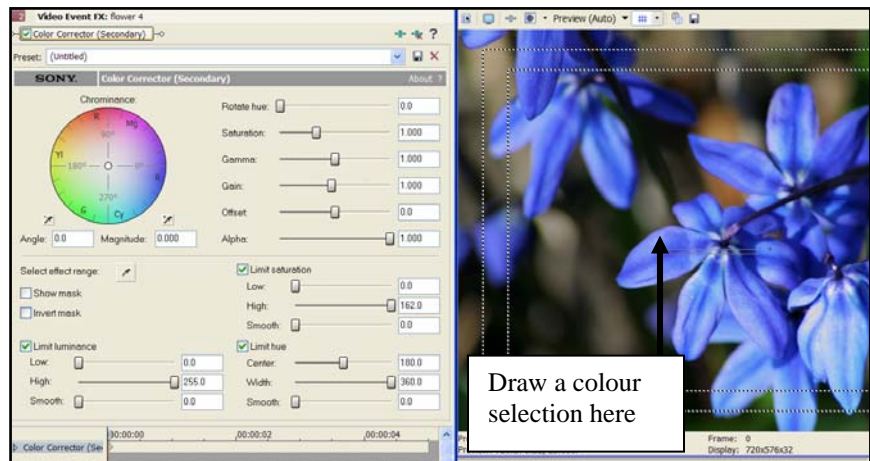 Video Event FX: flower 4
Color Corrector (Secondary)
?
Preset: (Untitled)
SONY. Color Corrector (Secondary) About ?
Chrominance:
R Mg B Cy G Yl
90º 0º 270º 180º
Angle: 0.0 Magnitude: 0.000
Rotate hue: 0.0
Saturation: 1.000
Gamma: 1.000
Gain: 1.000
Offset: 0.0
Alpha: 1.000
Select effect range:
Show mask
Invert mask
Limit saturation
Low: 0.0
High: 162.0
Smooth: 0.0
Limit luminance
Low: 0.0
High: 255.0
Smooth: 0.0
Limit hue
Center: 180.0
Width: 360.0
Smooth: 0.0
00:00:00 00:00:02 00:00:04
Color Corrector (Se
Preview (Auto)
Draw a colour
selection here
Frame: 0
Display: 720x576x32